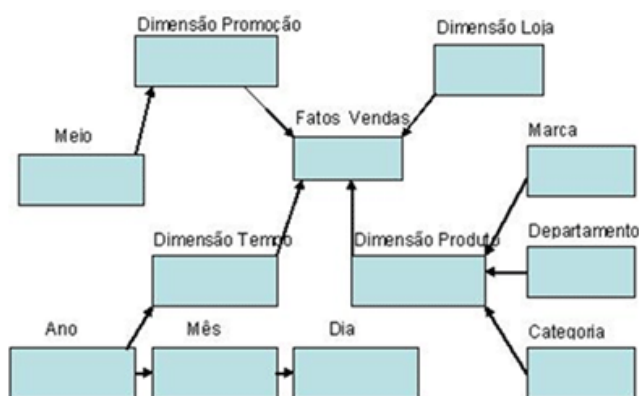 Dimensão Promoção
Dimensão Loja
Fatos Vendas
Meio
Marca
Dimensão Tempo
Dimensão Produto
Departamento
Ano
Mês
Dia
Categoria